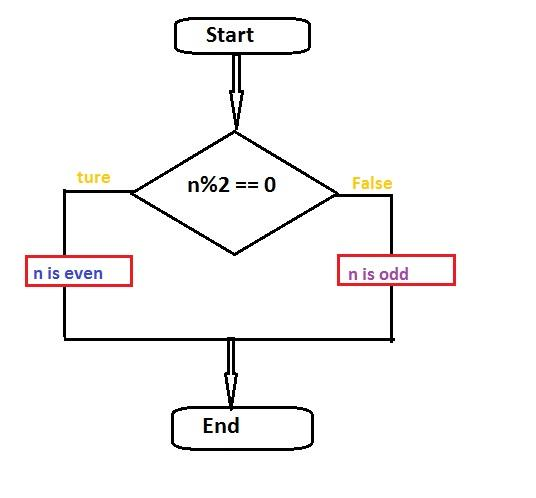 Start
n%2 == 0
ture
False
n is even
n is odd
End